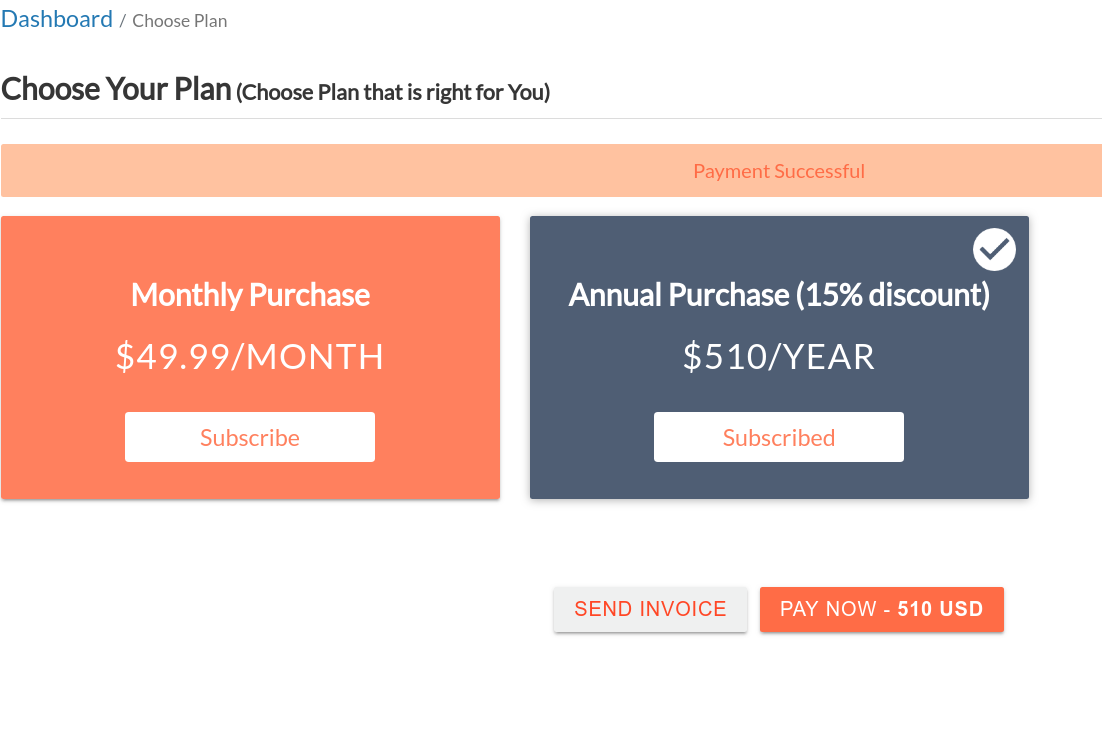 Dashboard / Choose Plan
Choose Your Plan (Choose Plan that is right for You)
Payment Successful
Monthly Purchase
$49.99/MONTH
Subscribe
Annual Purchase (15% discount)
$510/YEAR
Subscribed
SEND INVOICE
PAY NOW - 510 USD